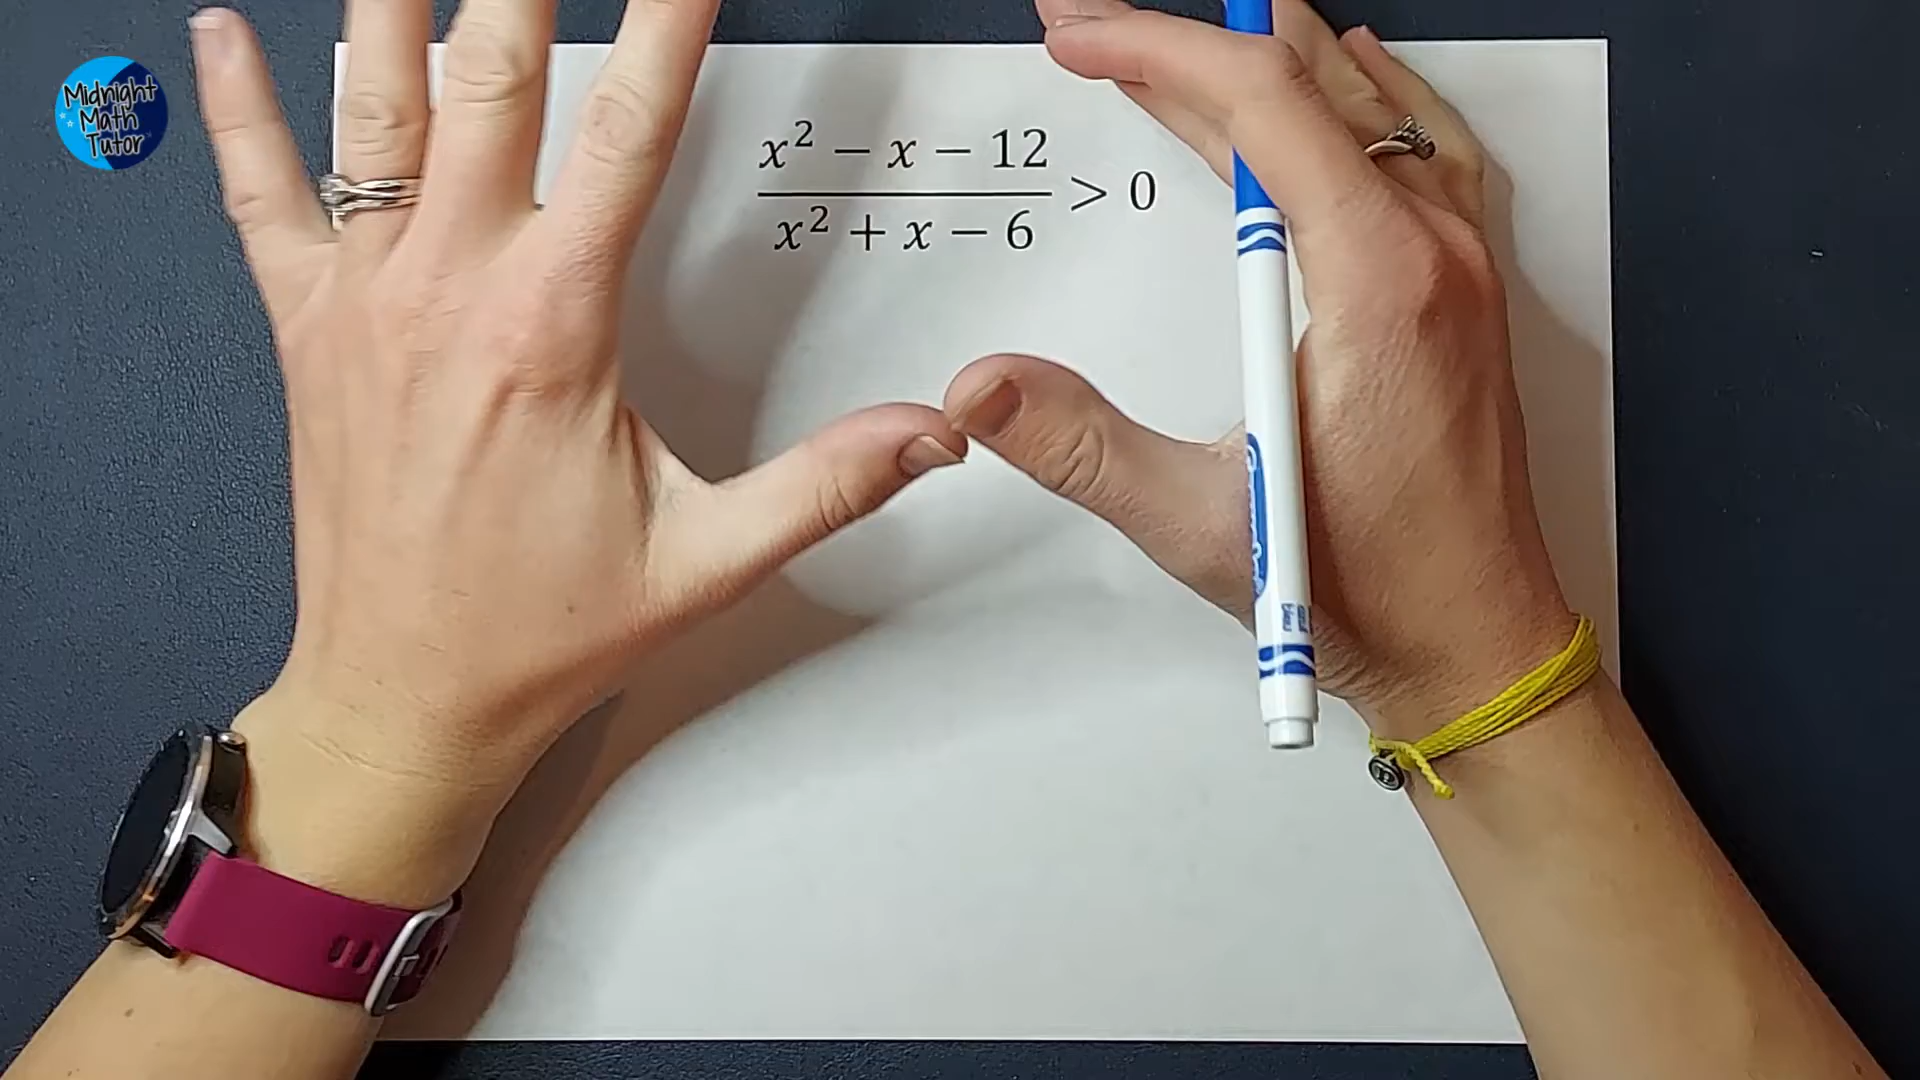 Midnight
Math
Tutor
x² − x − 12
> 0
x² + x − 6